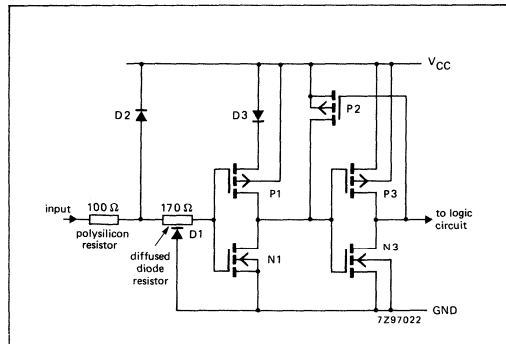 VCC
D2
D3
P2
P1
P3
100 Ω
170 Ω
input
polysilicon
resistor
D1
diffused
diode
resistor
N1
N3
to logic
circuit
GND
7Z97022